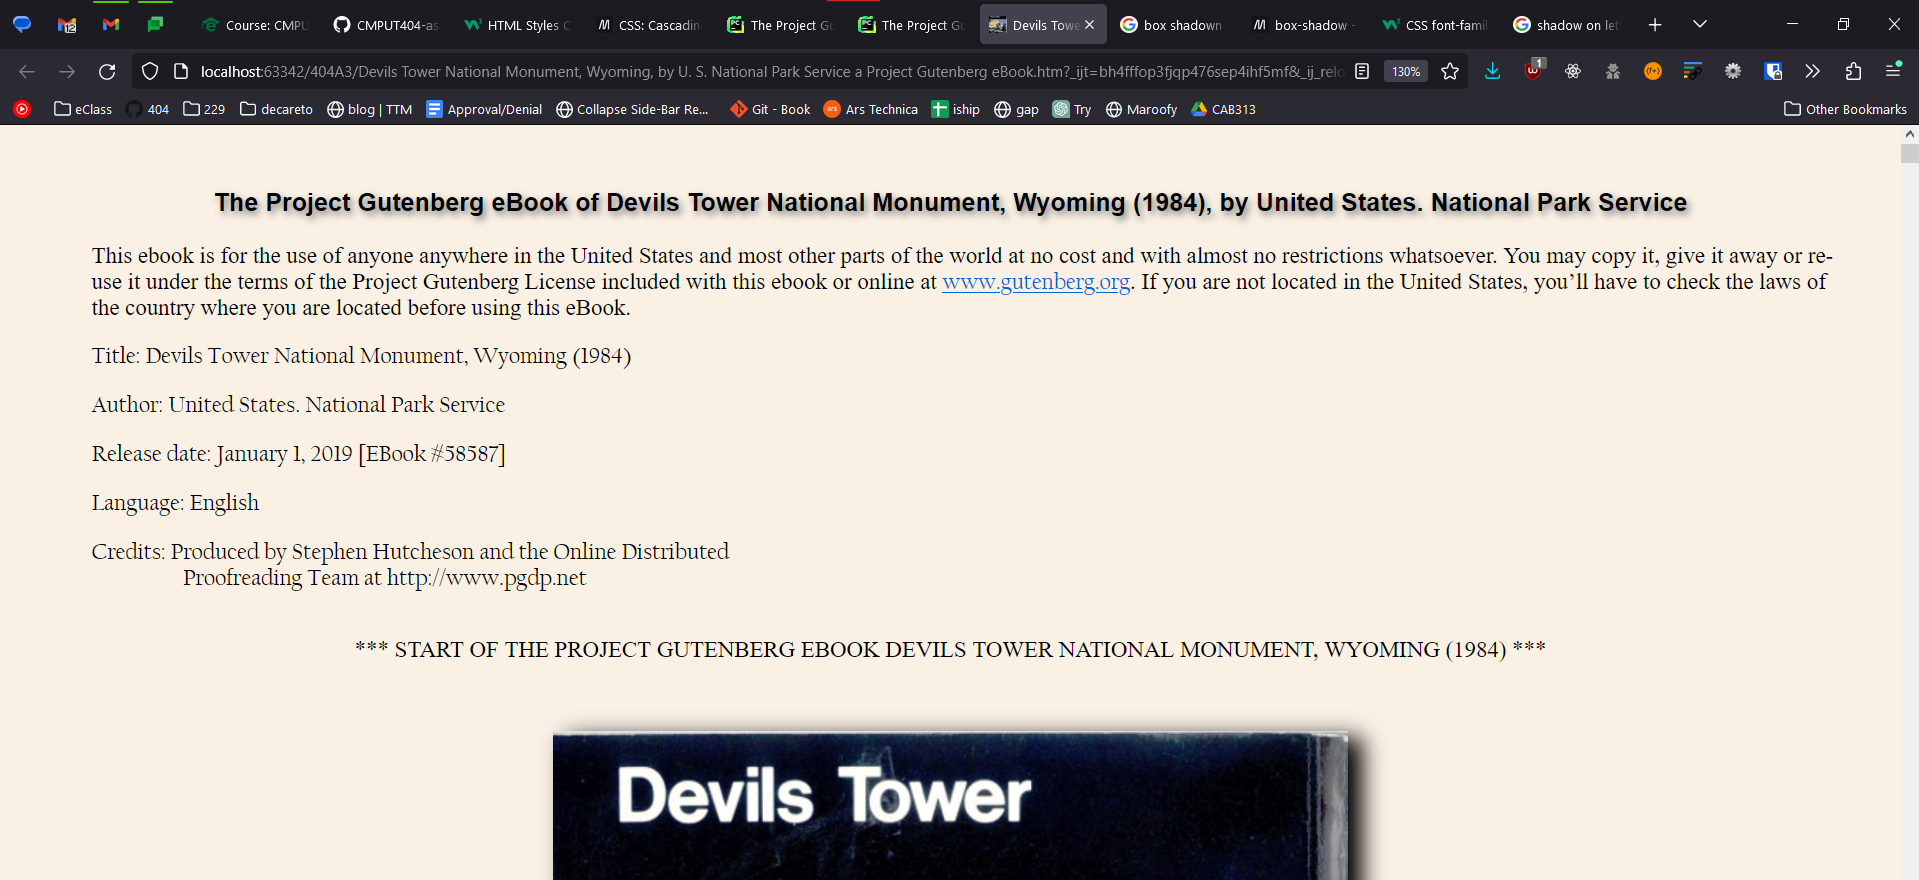 12
Course: CMPU
CMPUT404-as
HTML Styles C
CSS: Cascadin
The Project Gu
The Project Gu
Devils Towe
box shadown
box-shadow -
CSS font-famil
shadow on let
localhost:63342/404A3/Devils Tower National Monument, Wyoming, by U. S. National Park Service a Project Gutenberg eBook.htm?_ijt=bh4fffop3fjqp476sep4ihf5mf&_ij_relo
130%
1
eClass
404
229
decareto
blog | TTM
Approval/Denial
Collapse Side-Bar Re...
Git - Book
Ars Technica
iship
gap
Try
Maroofy
CAB313
Other Bookmarks
The Project Gutenberg eBook of Devils Tower National Monument, Wyoming (1984), by United States. National Park Service
This ebook is for the use of anyone anywhere in the United States and most other parts of the world at no cost and with almost no restrictions whatsoever. You may copy it, give it away or re-
use it under the terms of the Project Gutenberg License included with this ebook or online at www.gutenberg.org. If you are not located in the United States, you’ll have to check the laws of
the country where you are located before using this eBook.
Title: Devils Tower National Monument, Wyoming (1984)
Author: United States. National Park Service
Release date: January 1, 2019 [EBook #58587]
Language: English
Credits: Produced by Stephen Hutcheson and the Online Distributed
Proofreading Team at http://www.pgdp.net
*** START OF THE PROJECT GUTENBERG EBOOK DEVILS TOWER NATIONAL MONUMENT, WYOMING (1984) ***
Devils Tower